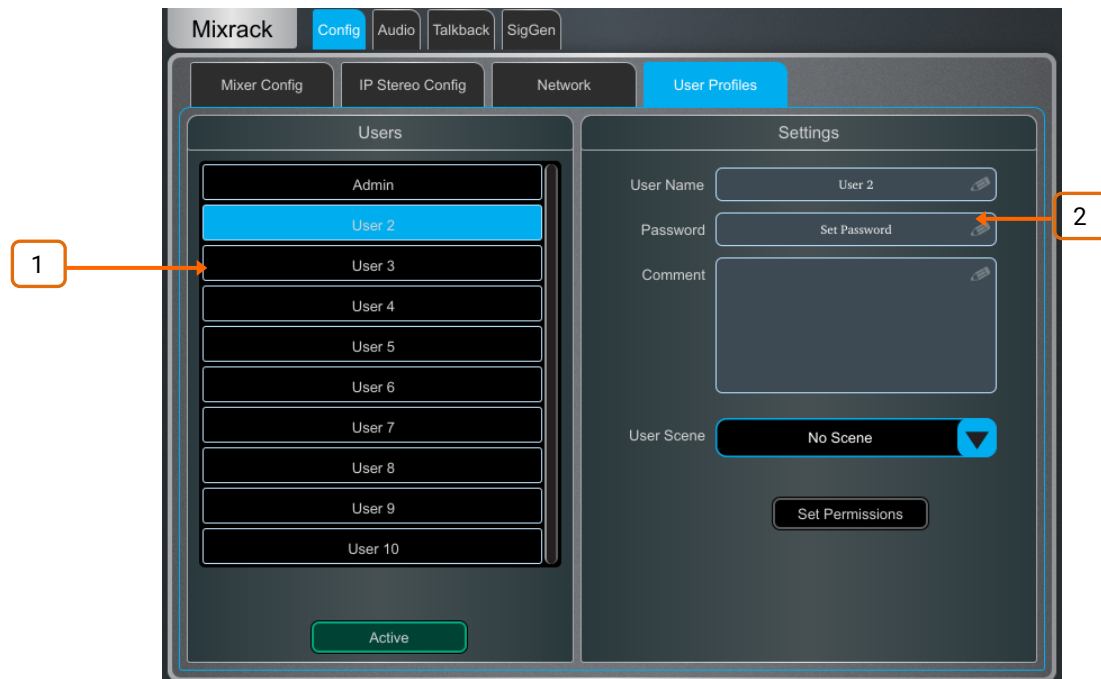 Mixrack
Config
Audio
Talkback
SigGen
Mixer Config
IP Stereo Config
Network
User Profiles
Users
Admin
User 2
User 3
User 4
User 5
User 6
User 7
User 8
User 9
User 10
Active
Settings
User Name
User 2
Password
Set Password
Comment
User Scene
No Scene
Set Permissions
1
2